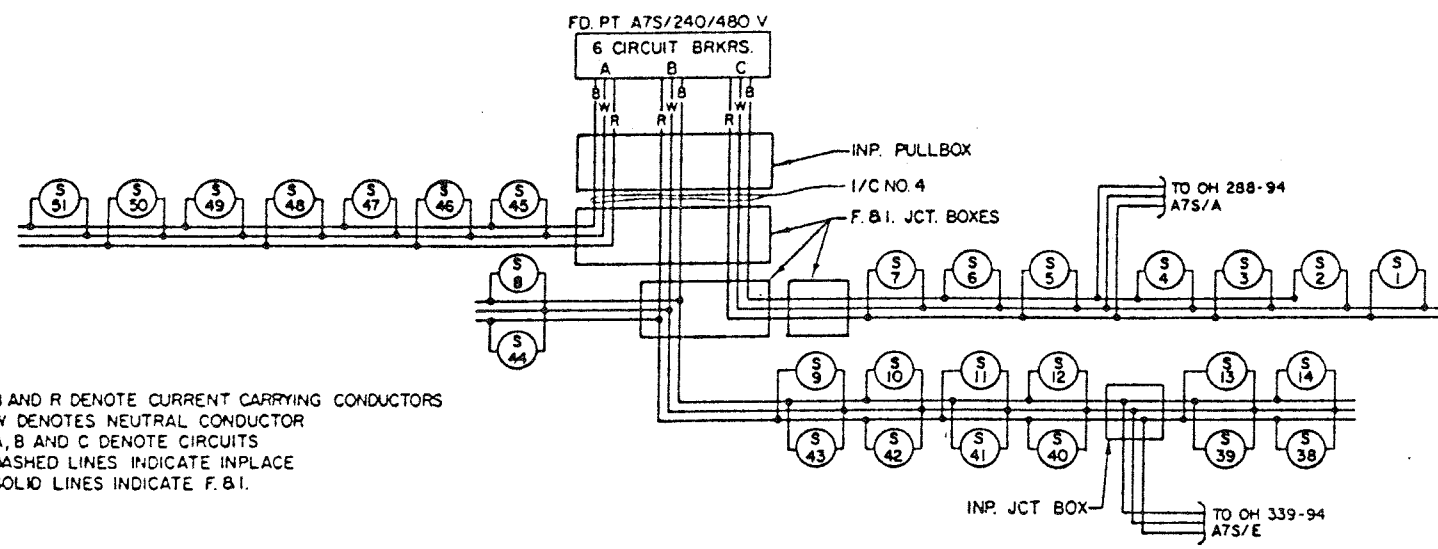 FD. PT A7S/240/480 V
6 CIRCUIT BRKRS.
A B C
B W R R W B R W B
INP. PULLBOX
1/C NO. 4
F. & I. JCT. BOXES
TO OH 288-94
A7S/A
S 51 S 50 S 49 S 48 S 47 S 46 S 45
S 8
S 44
S 7 S 6 S 5 S 4 S 3 S 2 S 1
S 9 S 10 S 11 S 12 S 13 S 14
S 43 S 42 S 41 S 40 S 39 S 38
INP. JCT BOX
TO OH 339-94
A7S/E
B AND R DENOTE CURRENT CARRYING CONDUCTORS
W DENOTES NEUTRAL CONDUCTOR
A, B AND C DENOTE CIRCUITS
DASHED LINES INDICATE INPLACE
SOLID LINES INDICATE F. & I.